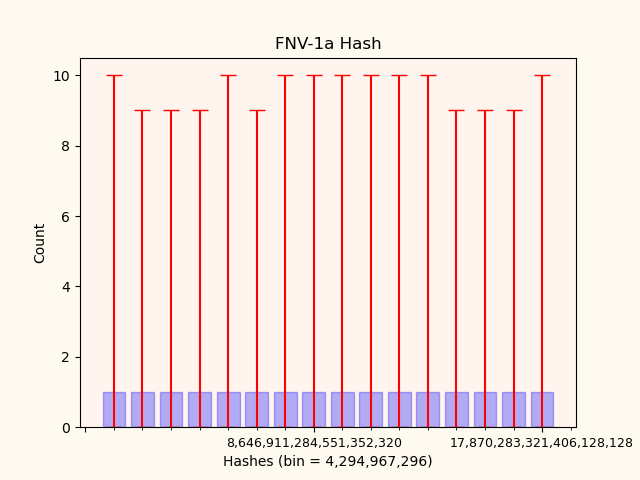 FNV-1a Hash
10
8
6
4
2
0
Count
8,646,911,284,551,352,320
17,870,283,321,406,128,128
Hashes (bin = 4,294,967,296)